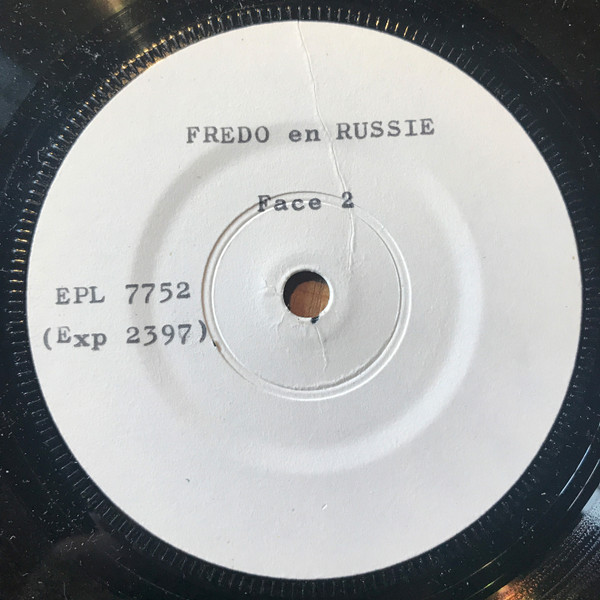 FREDO en RUSSIE
Face 2
EPL 7752
(Exp 2397)